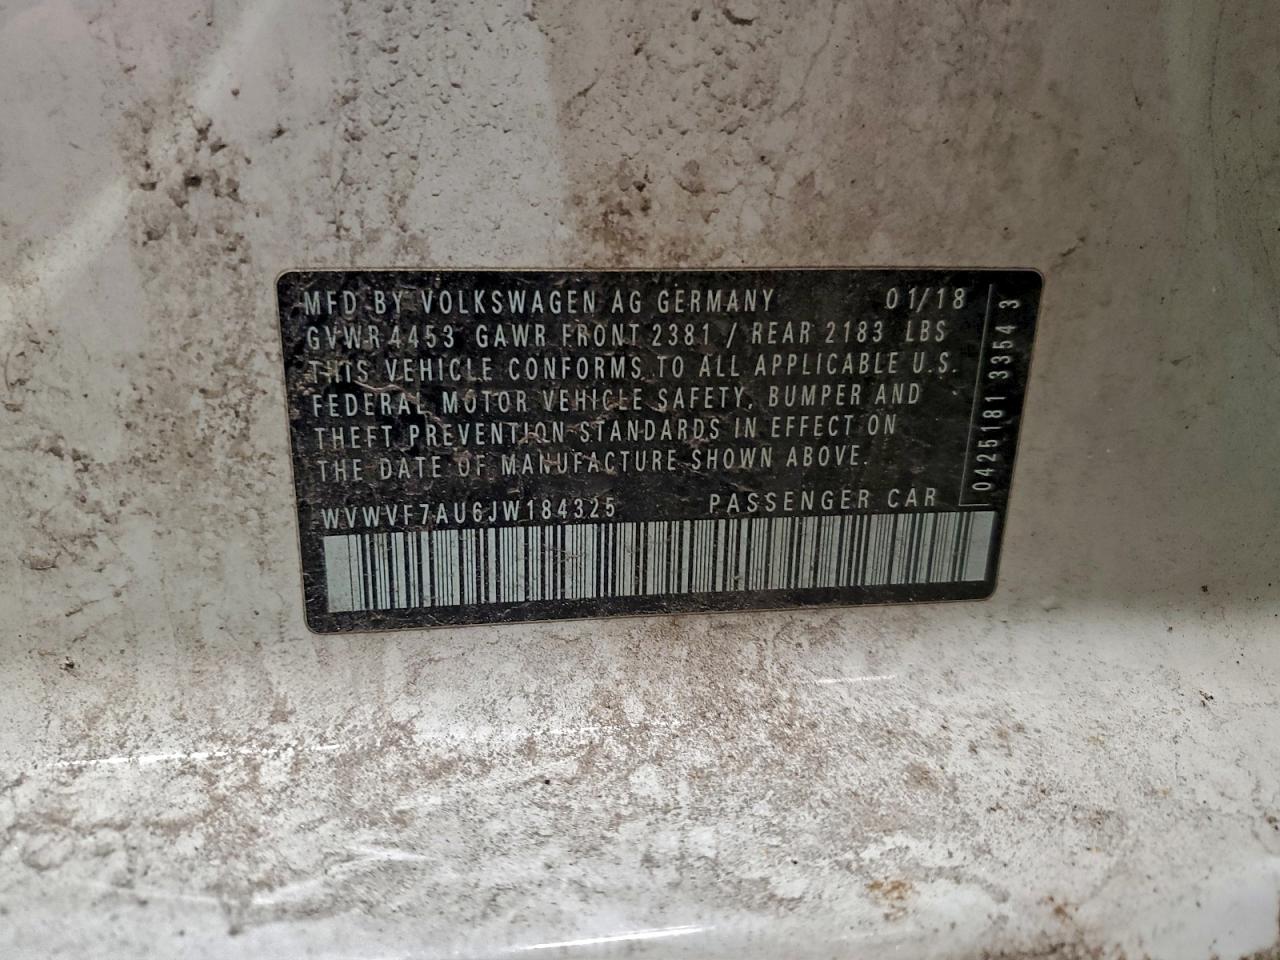 MFD BY VOLKSWAGEN AG GERMANY 01/18
GVWR 4453 GAWR FRONT 2381 / REAR 2183 LBS
THIS VEHICLE CONFORMS TO ALL APPLICABLE U.S.
FEDERAL MOTOR VEHICLE SAFETY, BUMPER AND
THEFT PREVENTION STANDARDS IN EFFECT ON
THE DATE OF MANUFACTURE SHOWN ABOVE.
WVWVF7AU6JW184325 PASSENGER CAR
0425181 3354 3